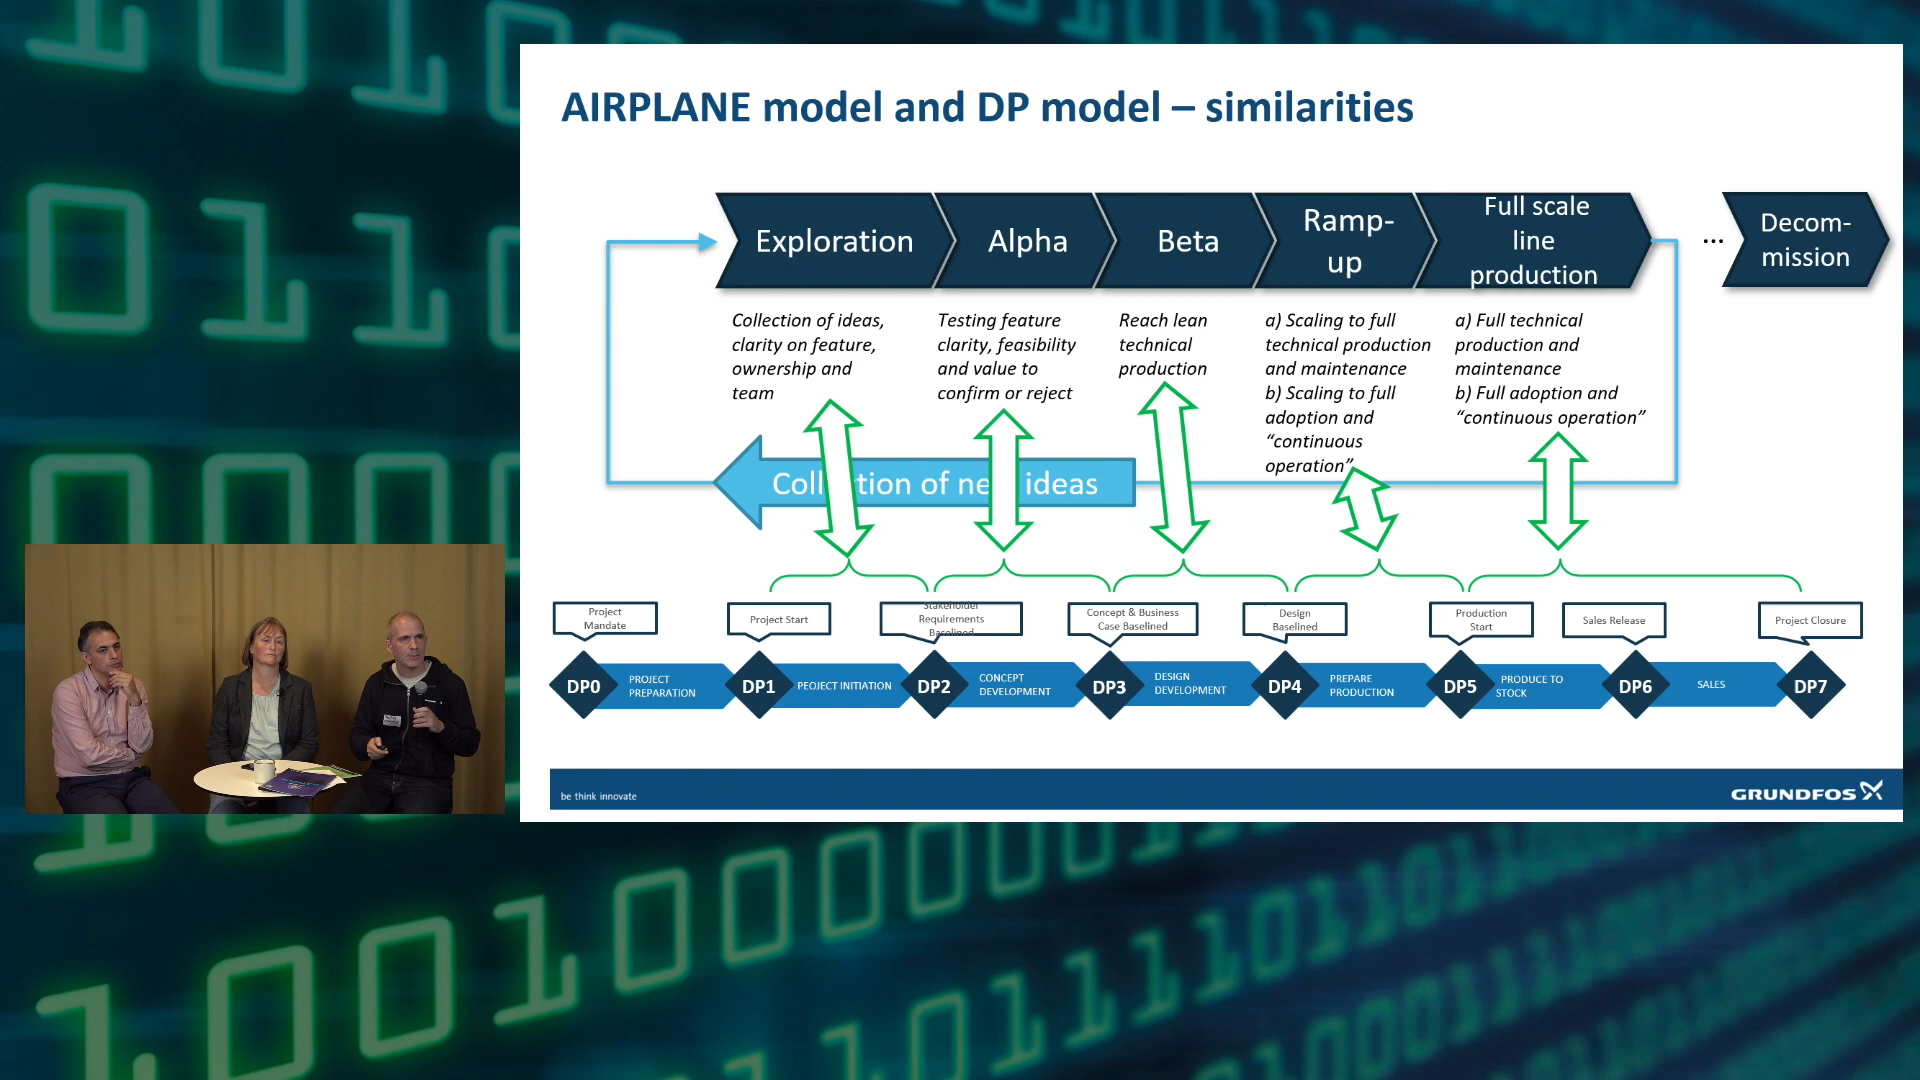 AIRPLANE model and DP model – similarities
Exploration
Alpha
Beta
Ramp-
up
Full scale
line
production
...
Decom-
mission
Collection of ideas,
clarity on feature,
ownership and
team
Testing feature
clarity, feasibility
and value to
confirm or reject
Reach lean
technical
production
a) Scaling to full
technical production
and maintenance
b) Scaling to full
adoption and
“continuous
operation”
a) Full technical
production and
maintenance
b) Full adoption and
“continuous operation”
Collection of new ideas
Project
Mandate
Project Start
Stakeholder
Requirements
Baselined
Concept & Business
Case Baselined
Design
Baselined
Production
Start
Sales Release
Project Closure
DP0
PROJECT
PREPARATION
DP1
PEOJECT INITIATION
DP2
CONCEPT
DEVELOPMENT
DP3
DESIGN
DEVELOPMENT
DP4
PREPARE
PRODUCTION
DP5
PRODUCE TO
STOCK
DP6
SALES
DP7
be think innovate
GRUNDFOS